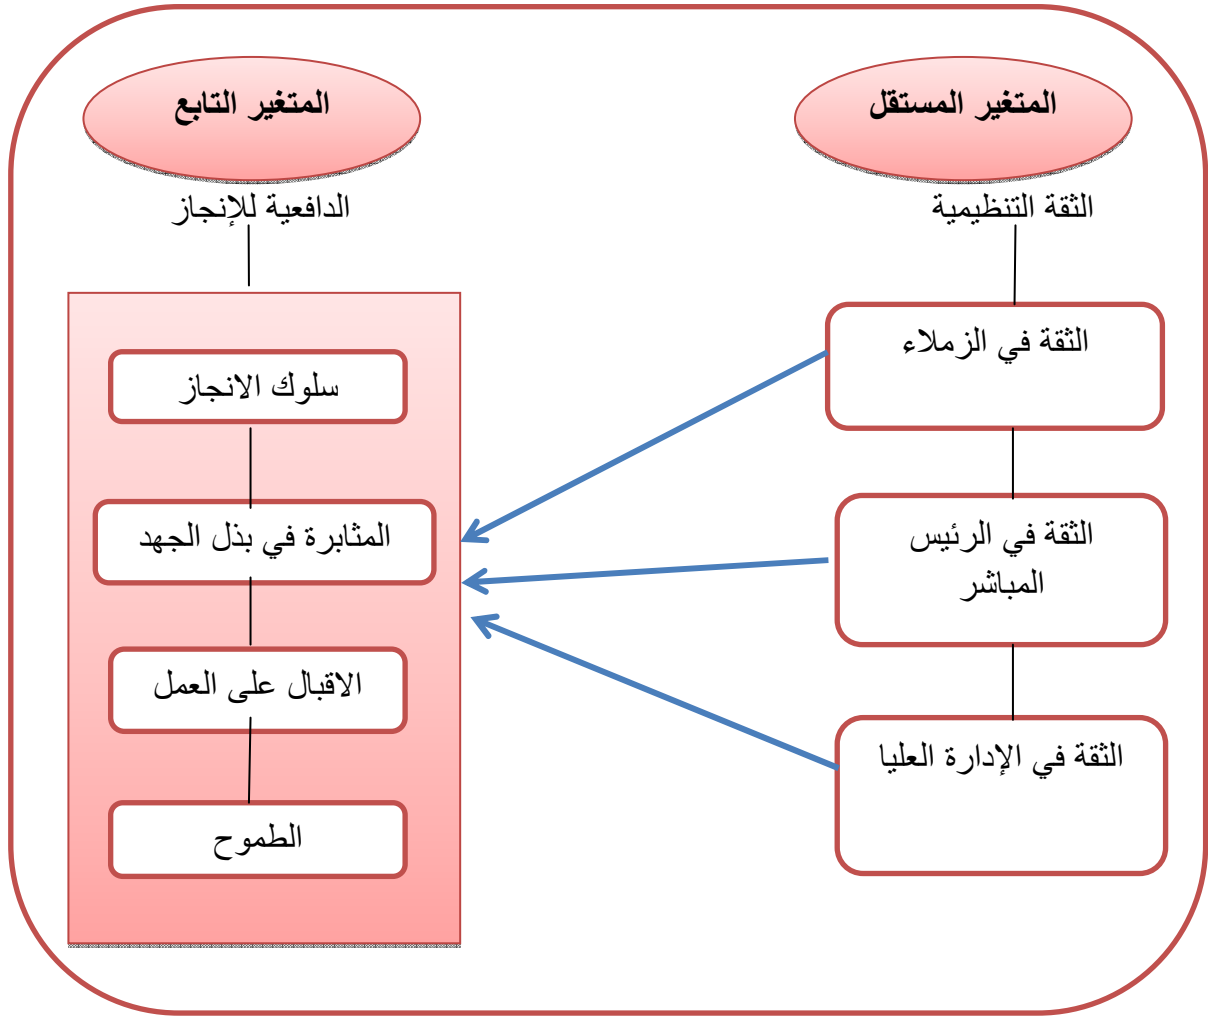 المتغير المستقل
الثقة التنظيمية
الثقة في الزملاء
الثقة في الرئيس
المباشر
الثقة في الإدارة العليا
المتغير التابع
الدافعية للإنجاز
سلوك الانجاز
المثابرة في بذل الجهد
الاقبال على العمل
الطموح